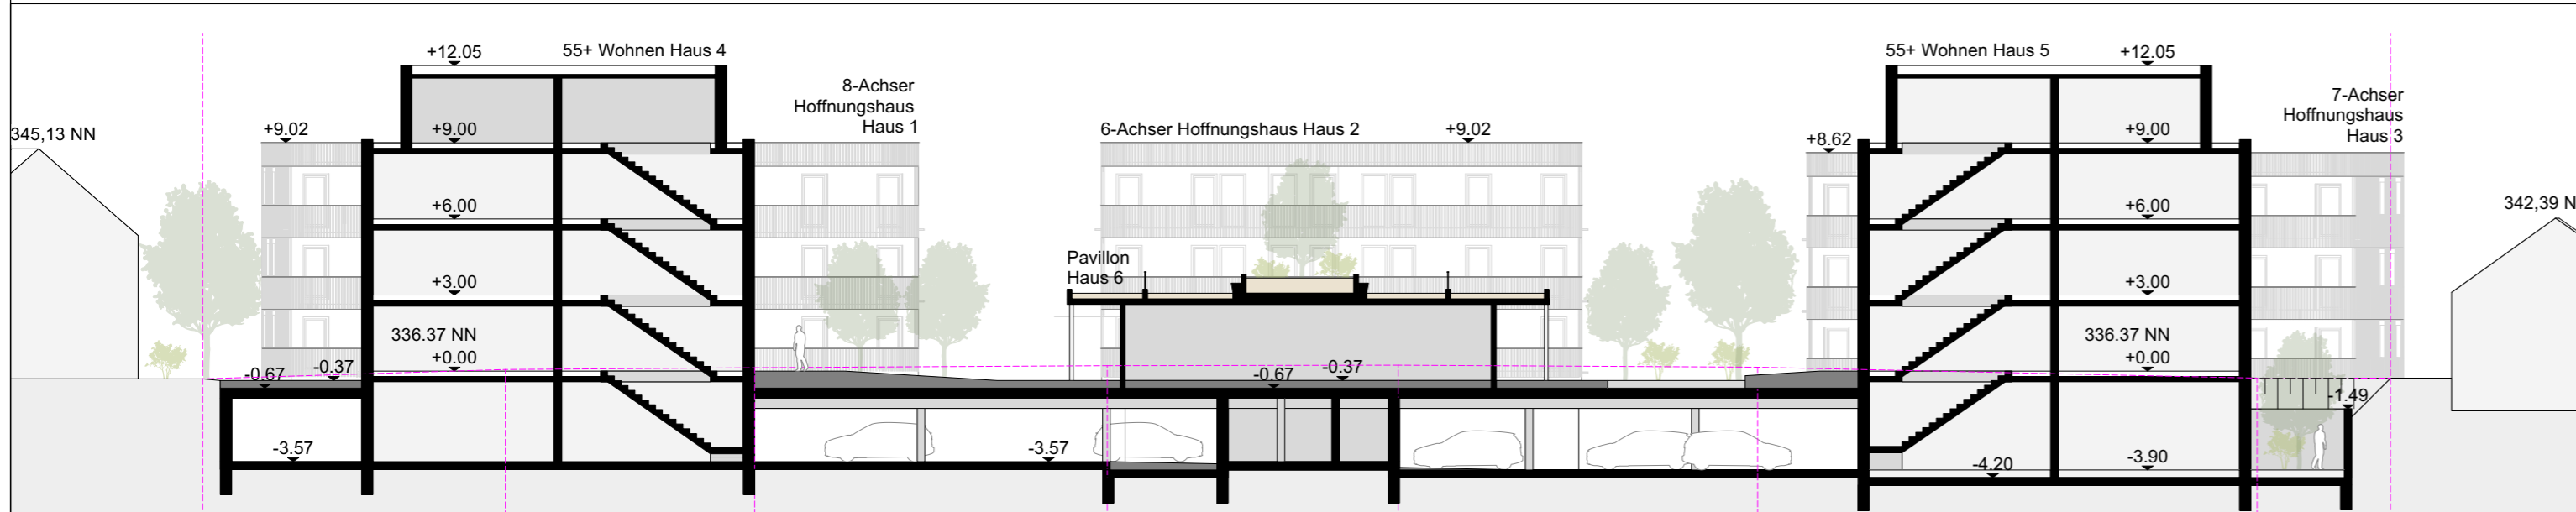 +12.05
55+ Wohnen Haus 4
8-Achser
Hoffnungshaus
Haus 1
345,13 NN
+9.02
+9.00
+6.00
+3.00
336.37 NN
+0.00
-0.67
-0.37
-3.57
-3.57
6-Achser Hoffnungshaus Haus 2
+9.02
Pavillon
Haus 6
-0.67
-0.37
55+ Wohnen Haus 5
+12.05
7-Achser
Hoffnungshaus
Haus 3
+8.62
+9.00
+6.00
+3.00
336.37 NN
+0.00
-1.49
-4.20
-3.90
342,39 N